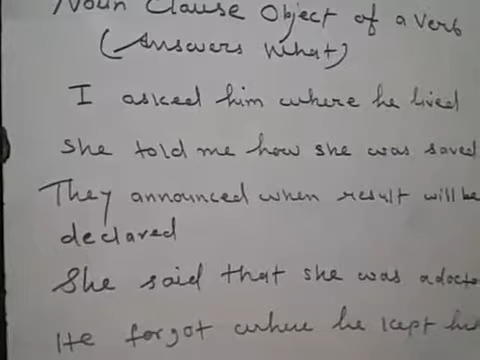 Noun Clause Object of a Verb
(Answers What)
I asked him where he lived
She told me how she was saved
They announced when result will be
declared
She said that she was a doctor
He forgot where he kept